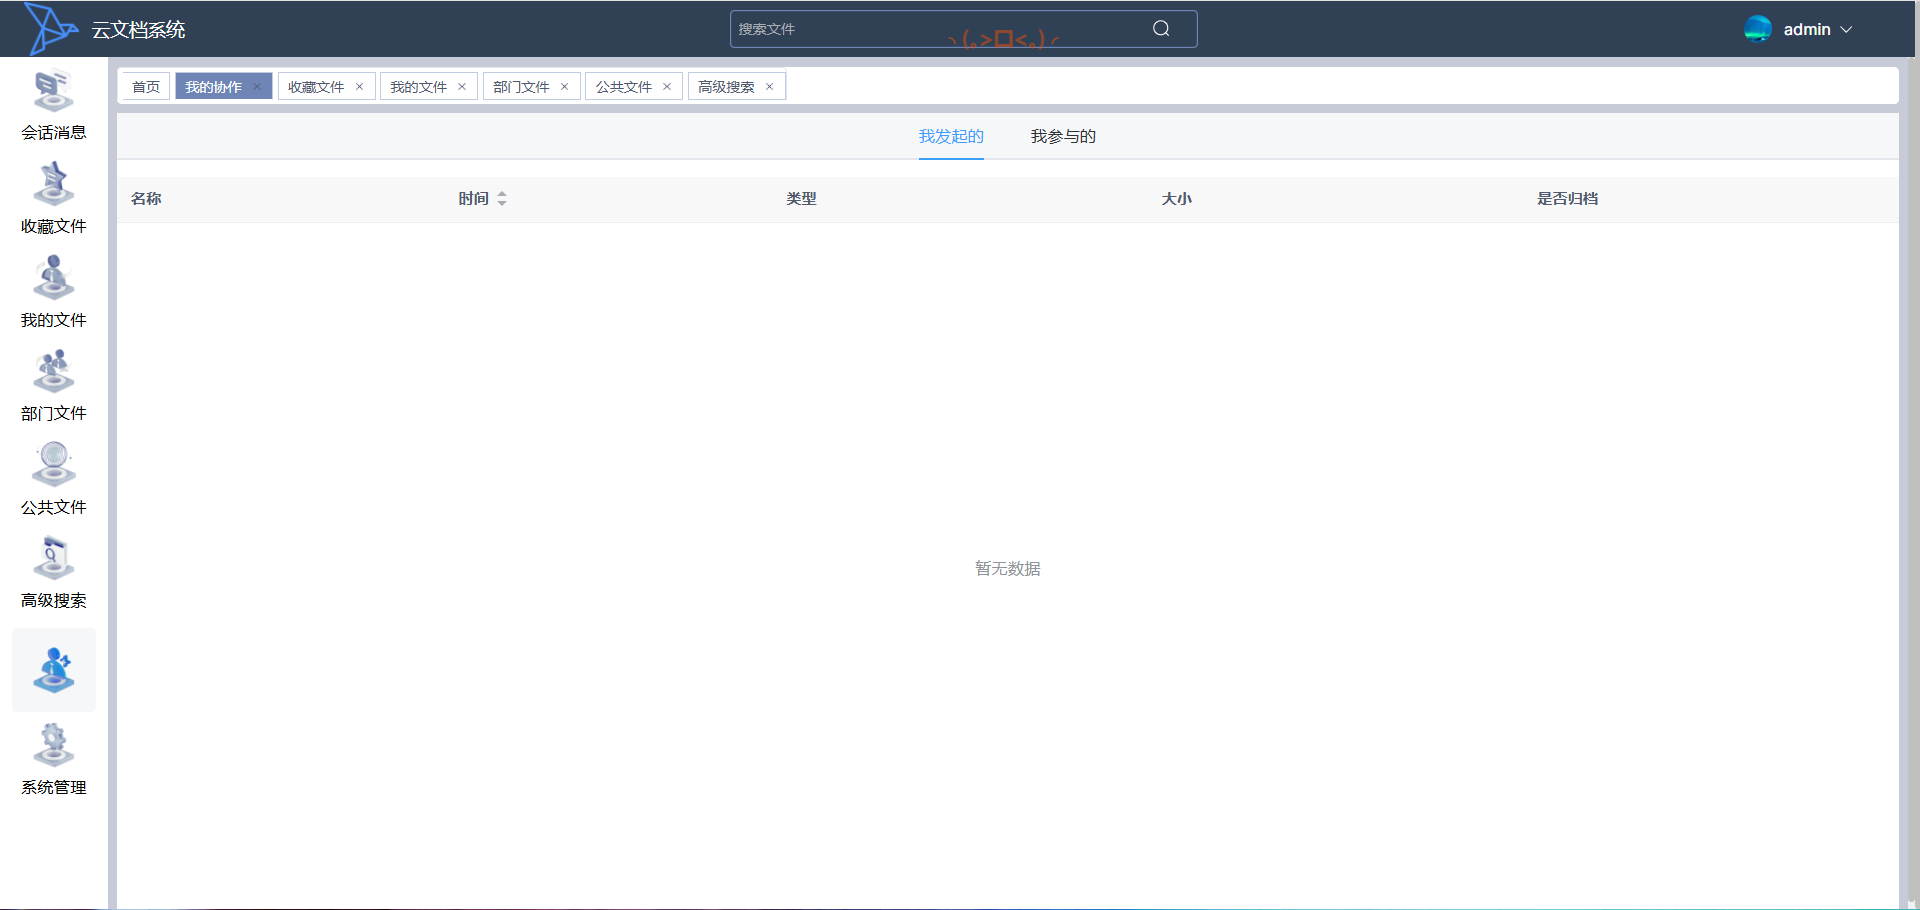 云文档系统
搜索文件
ヽ(。>口<。)ノ
admin
首页 我的协作 × 收藏文件 × 我的文件 × 部门文件 × 公共文件 × 高级搜索 ×
会话消息
收藏文件
我的文件
部门文件
公共文件
高级搜索
系统管理
我发起的 我参与的
名称 时间 类型 大小 是否归档
暂无数据